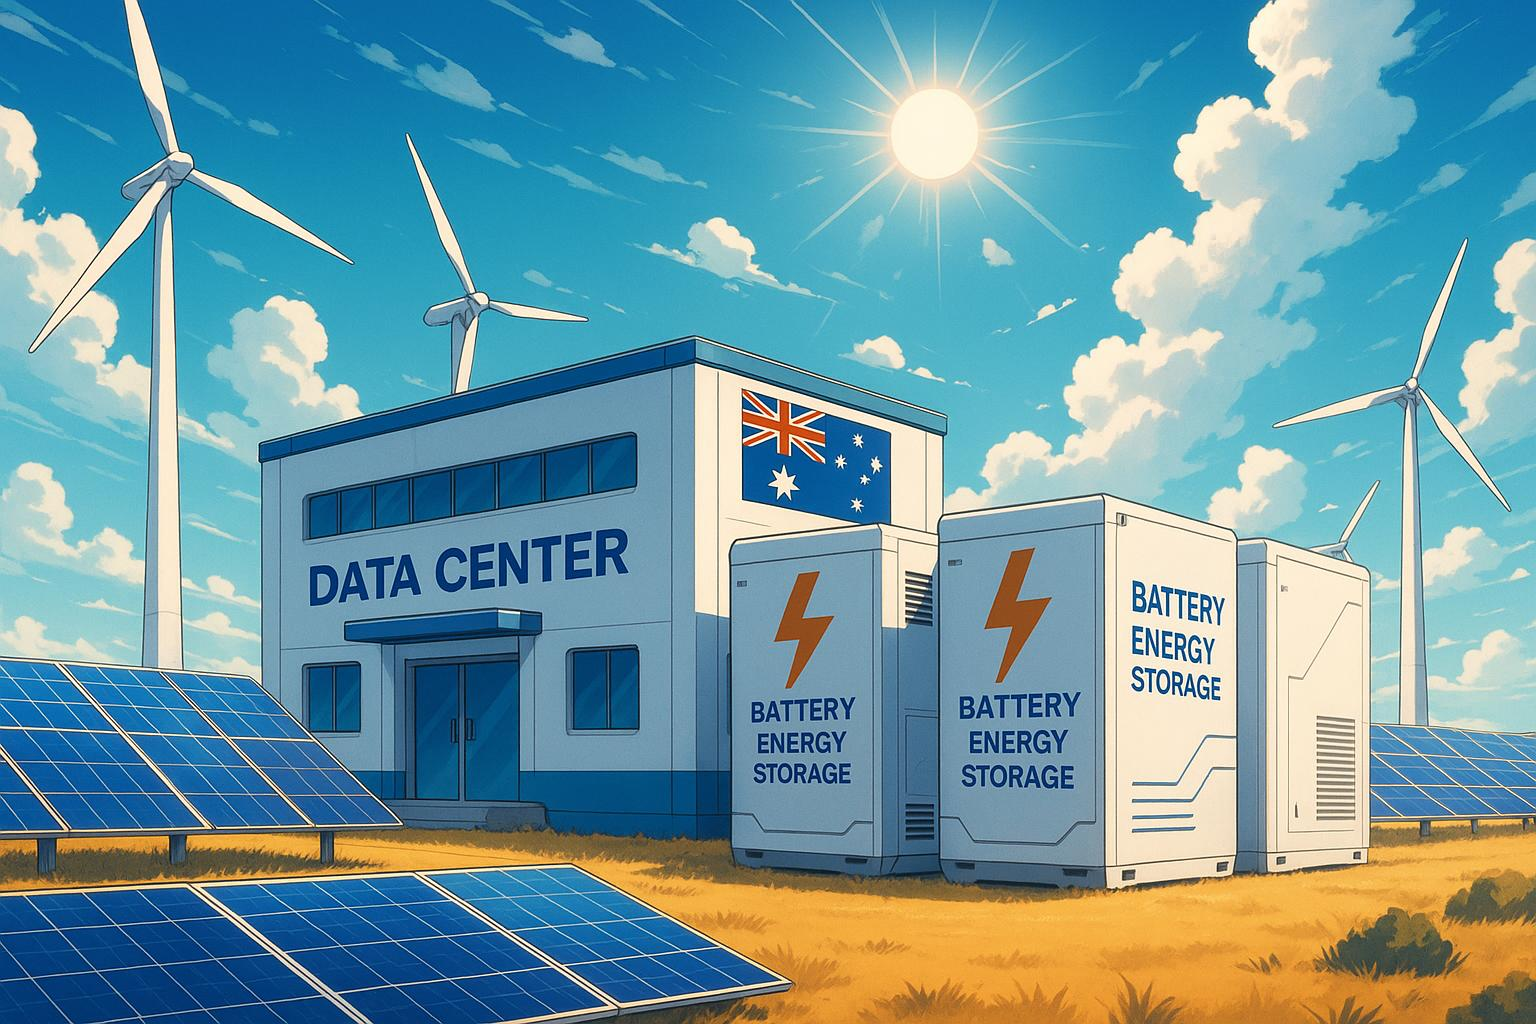 DATA CENTER
BATTERY
ENERGY
STORAGE
BATTERY
ENERGY
STORAGE
BATTERY
ENERGY
STORAGE